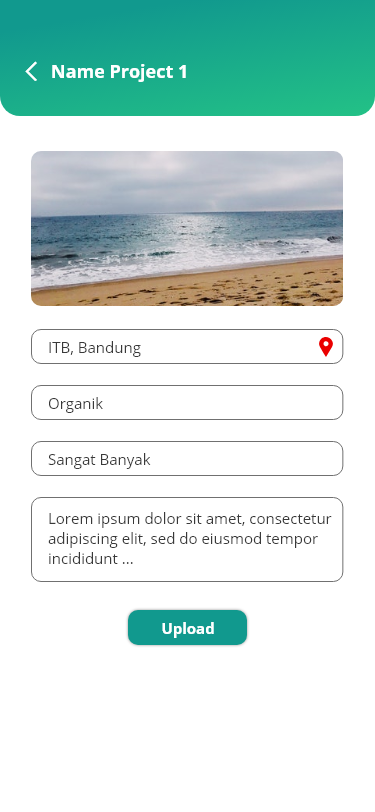 Name Project 1
ITB, Bandung
Organik
Sangat Banyak
Lorem ipsum dolor sit amet, consectetur
adipiscing elit, sed do eiusmod tempor
incididunt ...
Upload